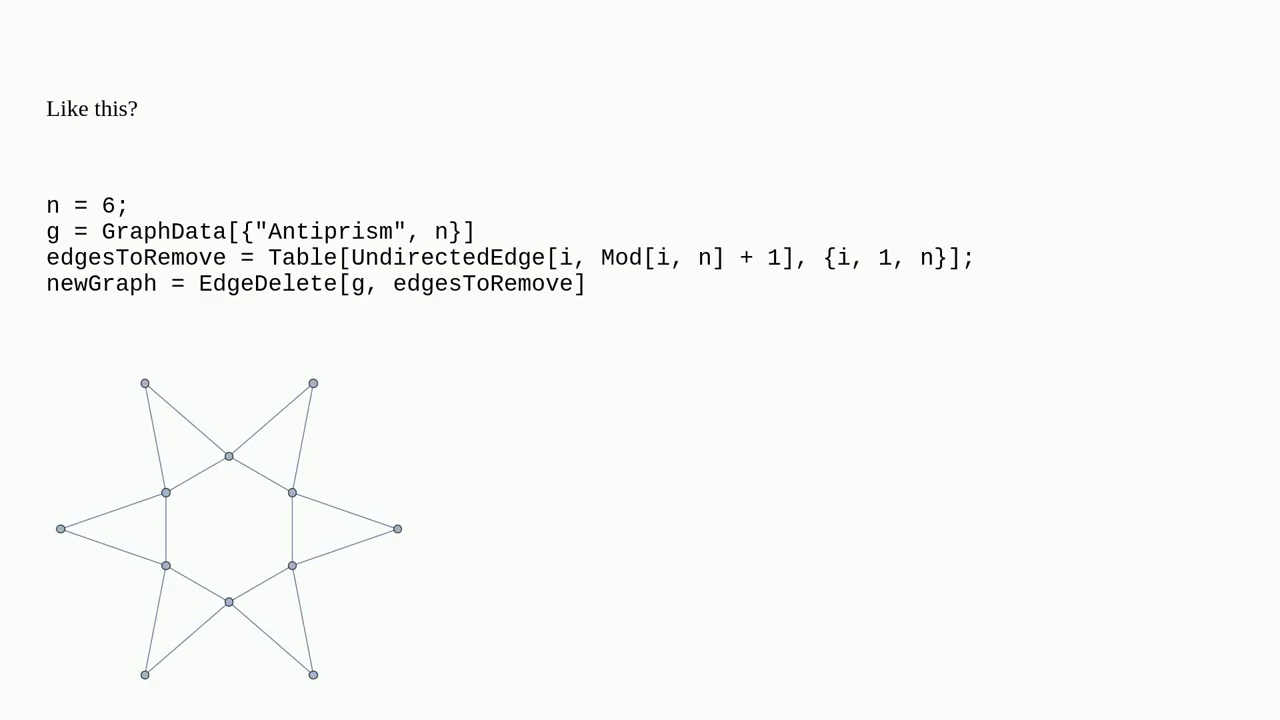 Like this?
n = 6;
g = GraphData[{"Antiprism", n}]
edgesToRemove = Table[UndirectedEdge[i, Mod[i, n] + 1], {i, 1, n}];
newGraph = EdgeDelete[g, edgesToRemove]